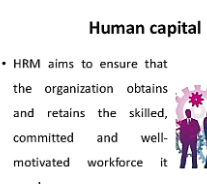 Human capital
• HRM aims to ensure that
the organization obtains
and retains the skilled,
committed and well-
motivated workforce it